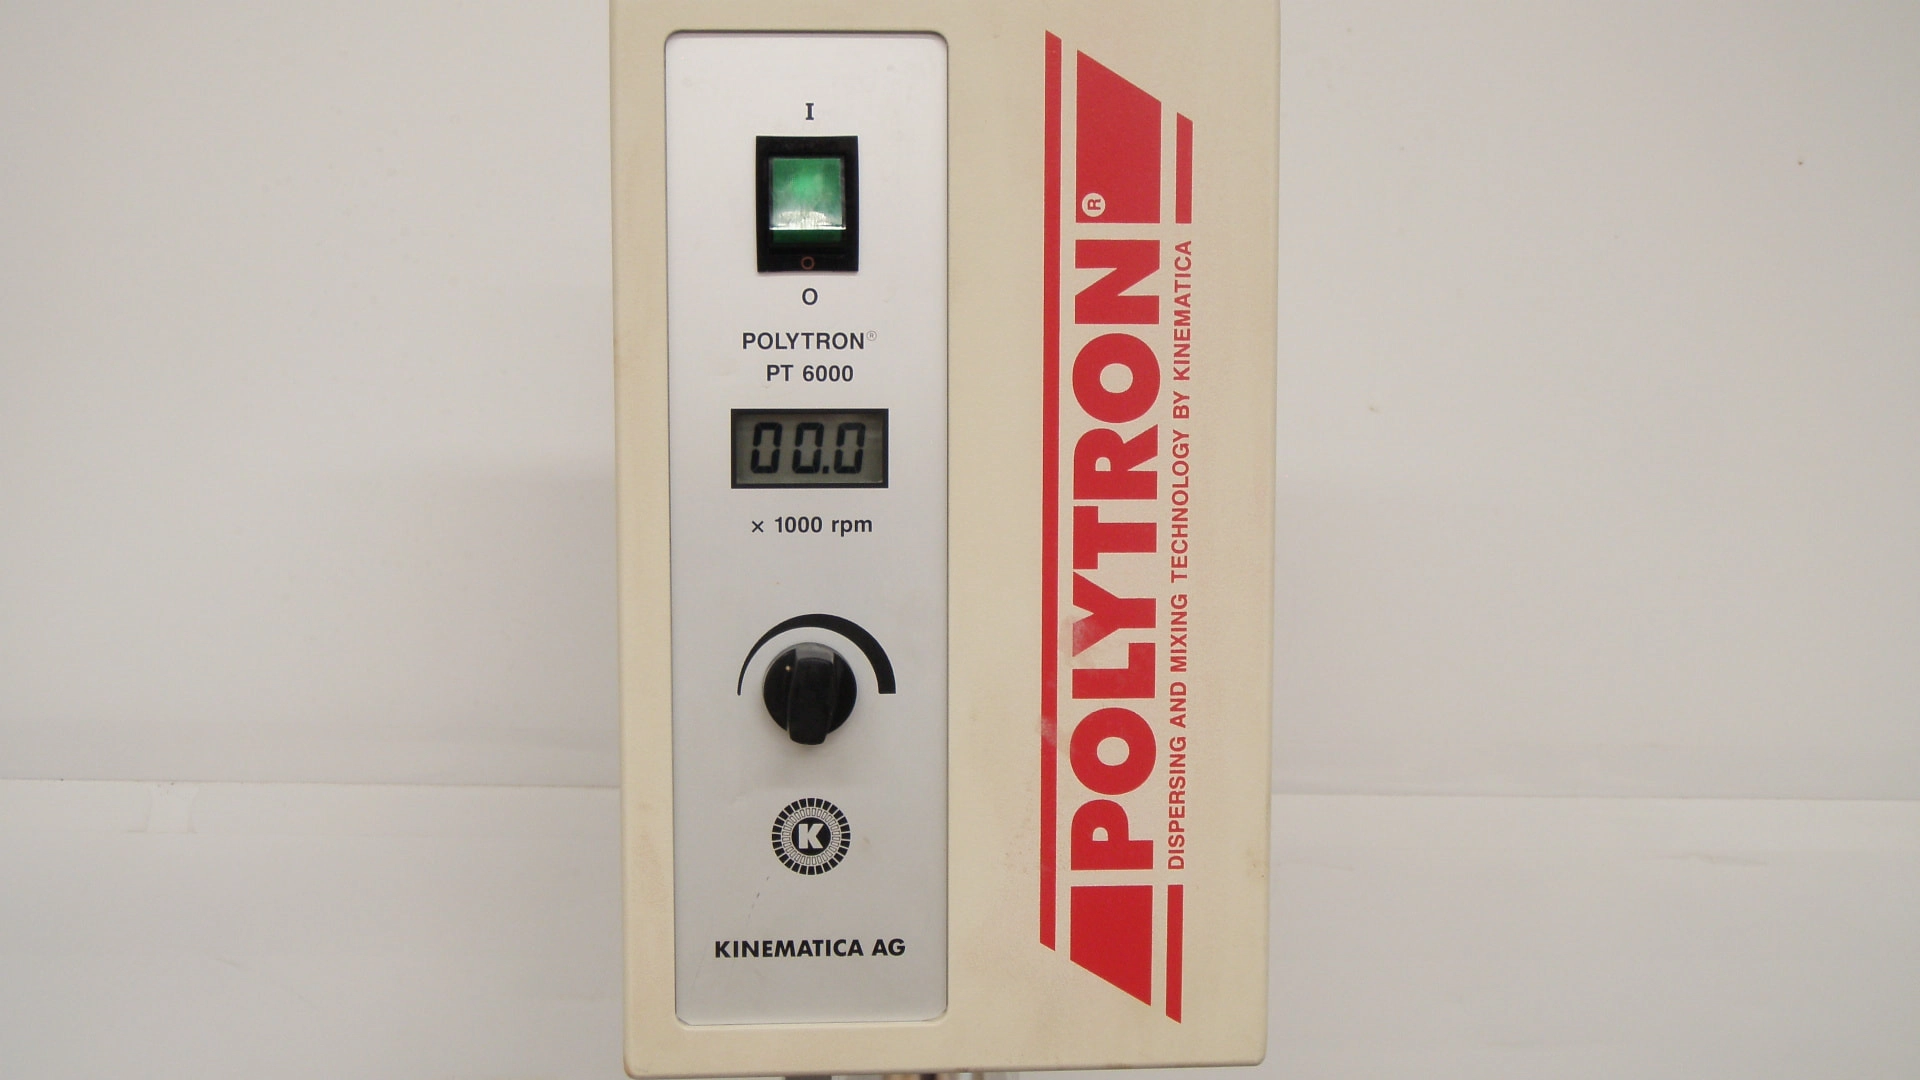 I
O
O
POLYTRON®
PT 6000
00.0
× 1000 rpm
K
KINEMATICA AG
POLYTRON®
DISPERSING AND MIXING TECHNOLOGY BY KINEMATICA